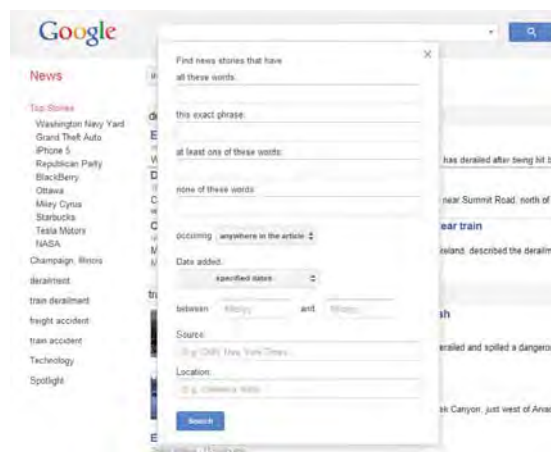 Google
Find news stories that have
all these words:
this exact phrase:
at least one of these words:
none of these words
occurring anywhere in the article
Date added:
specified dates
between
and
Source:
E.g. CNN, New York Times
Location:
Search
News
Top Stories
Washington Navy Yard
Grand Theft Auto
iPhone 5
Republican Party
BlackBerry
Ottawa
Miley Cyrus
Starbucks
Tesla Motors
NASA
Champaign, Illinois
derailment
train derailment
freight accident
train accident
Technology
Spotlight
has derailed after being hit b
near Summit Road, north of
ear train
reland, described the derailm
sh
erailed and spilled a dangero
ek Canyon, just west of